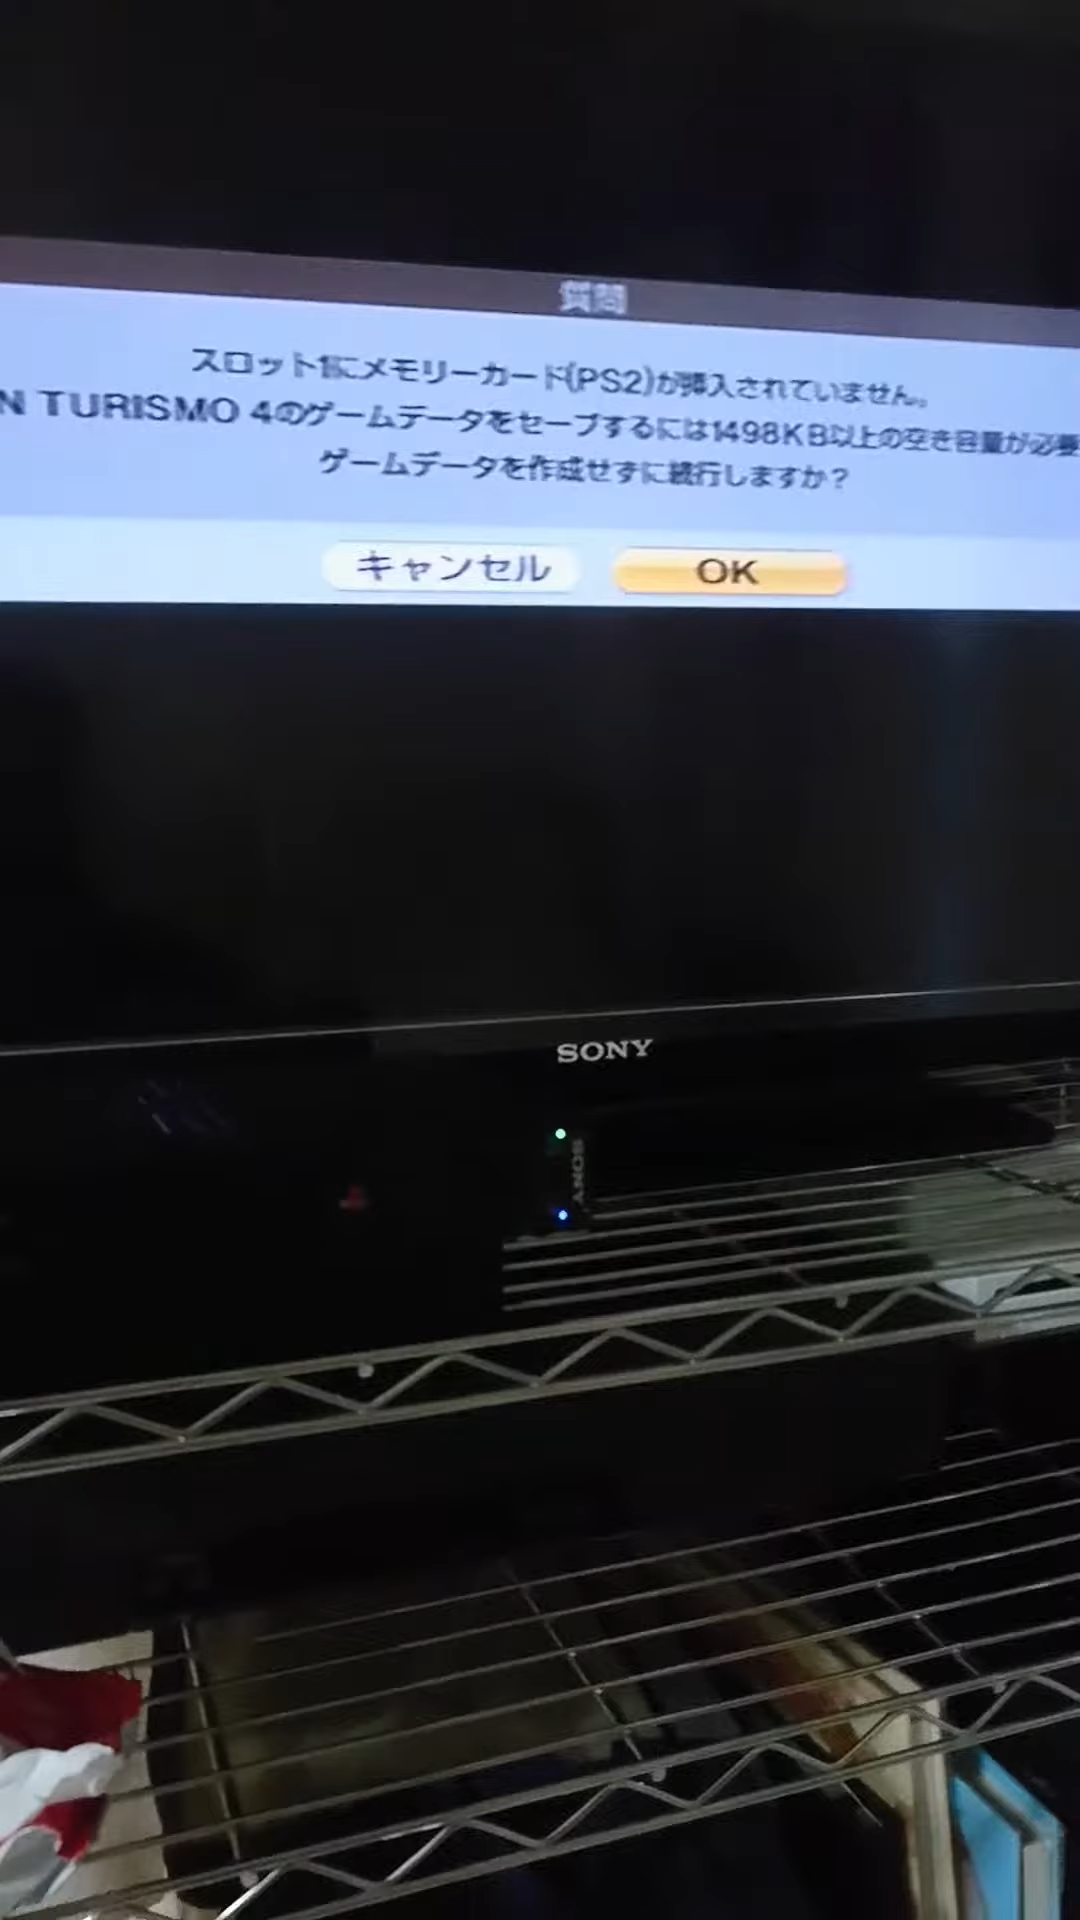 質問
スロット1にメモリーカード(PS2)が挿入されていません。
N TURISMO 4のゲームデータをセーブするには1498KB以上の空き容量が必要
ゲームデータを作成せずに続行しますか？
キャンセル
OK
SONY
SONY